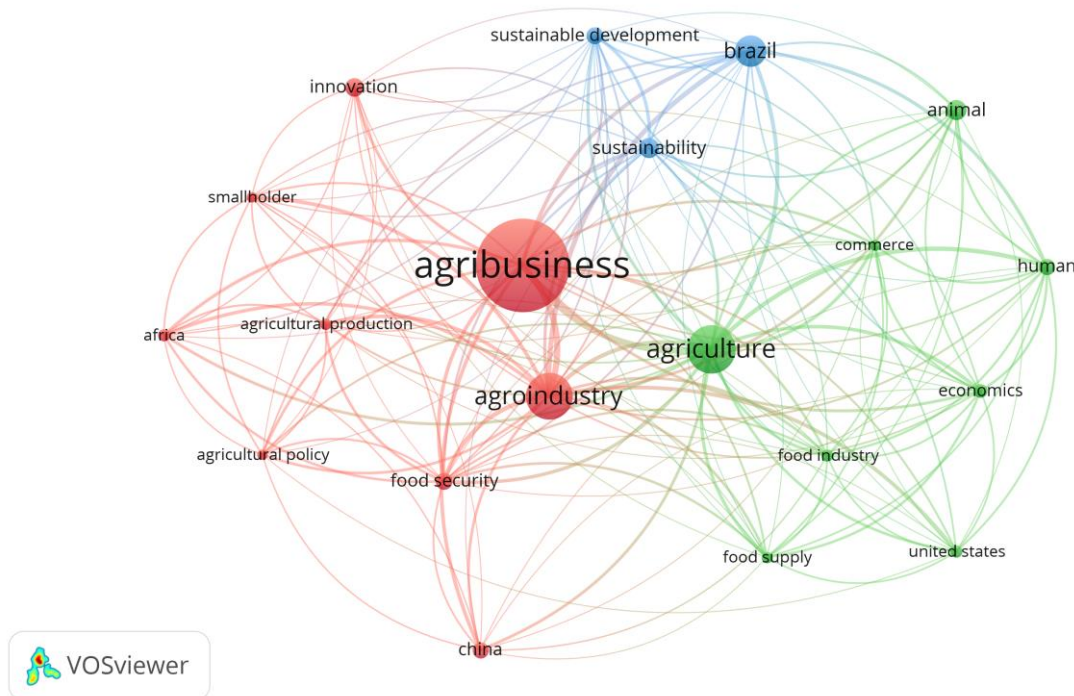 sustainable development
brazil
innovation
animal
sustainability
smallholder
commerce
agribusiness
human
agricultural production
africa
agriculture
economics
agroindustry
agricultural policy
food industry
food security
united states
food supply
china
VOSviewer